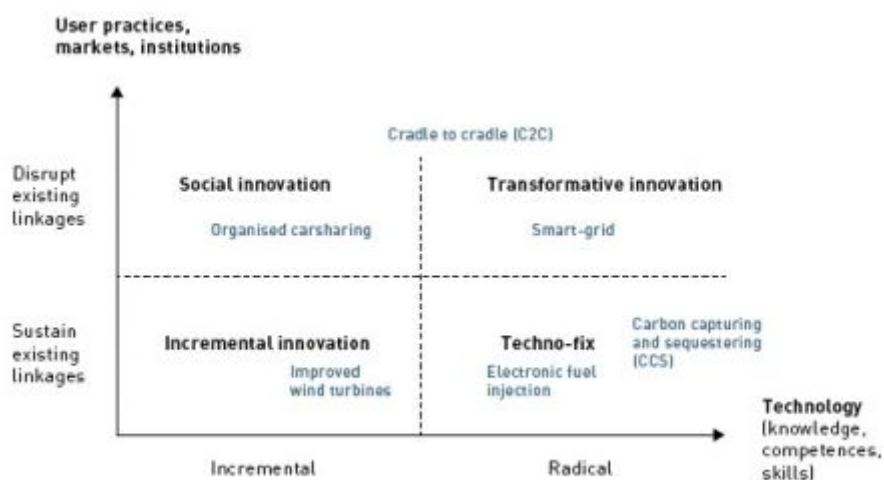 User practices,
markets, institutions
Cradle to cradle (C2C)
Disrupt
existing
linkages
Social innovation
Transformative innovation
Organised carsharing
Smart-grid
Sustain
existing
linkages
Incremental innovation
Improved
wind turbines
Techno-fix
Electronic fuel
injection
Carbon capturing
and sequestering
(CCS)
Technology
(knowledge,
competences,
skills)
Incremental
Radical